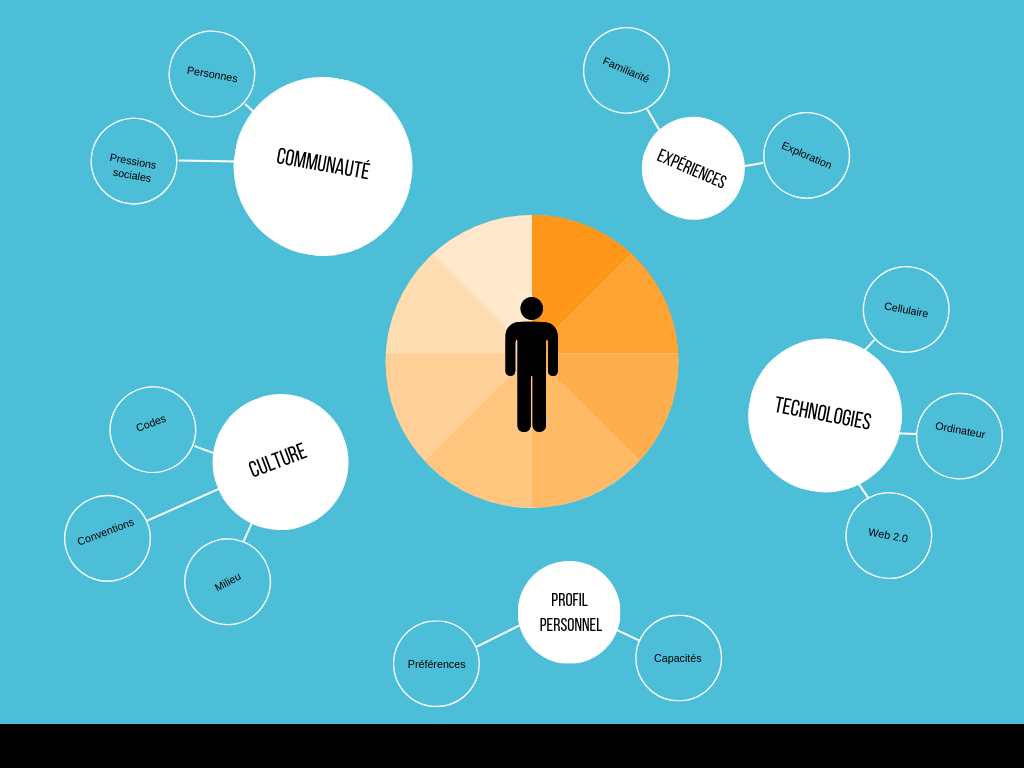 Personnes
Pressions
sociales
COMMUNAUTÉ
Familiarité
EXPÉRIENCES
Exploration
Cellulaire
TECHNOLOGIES
Ordinateur
Web 2.0
Codes
CULTURE
Conventions
Milieu
PROFIL
PERSONNEL
Préférences
Capacités